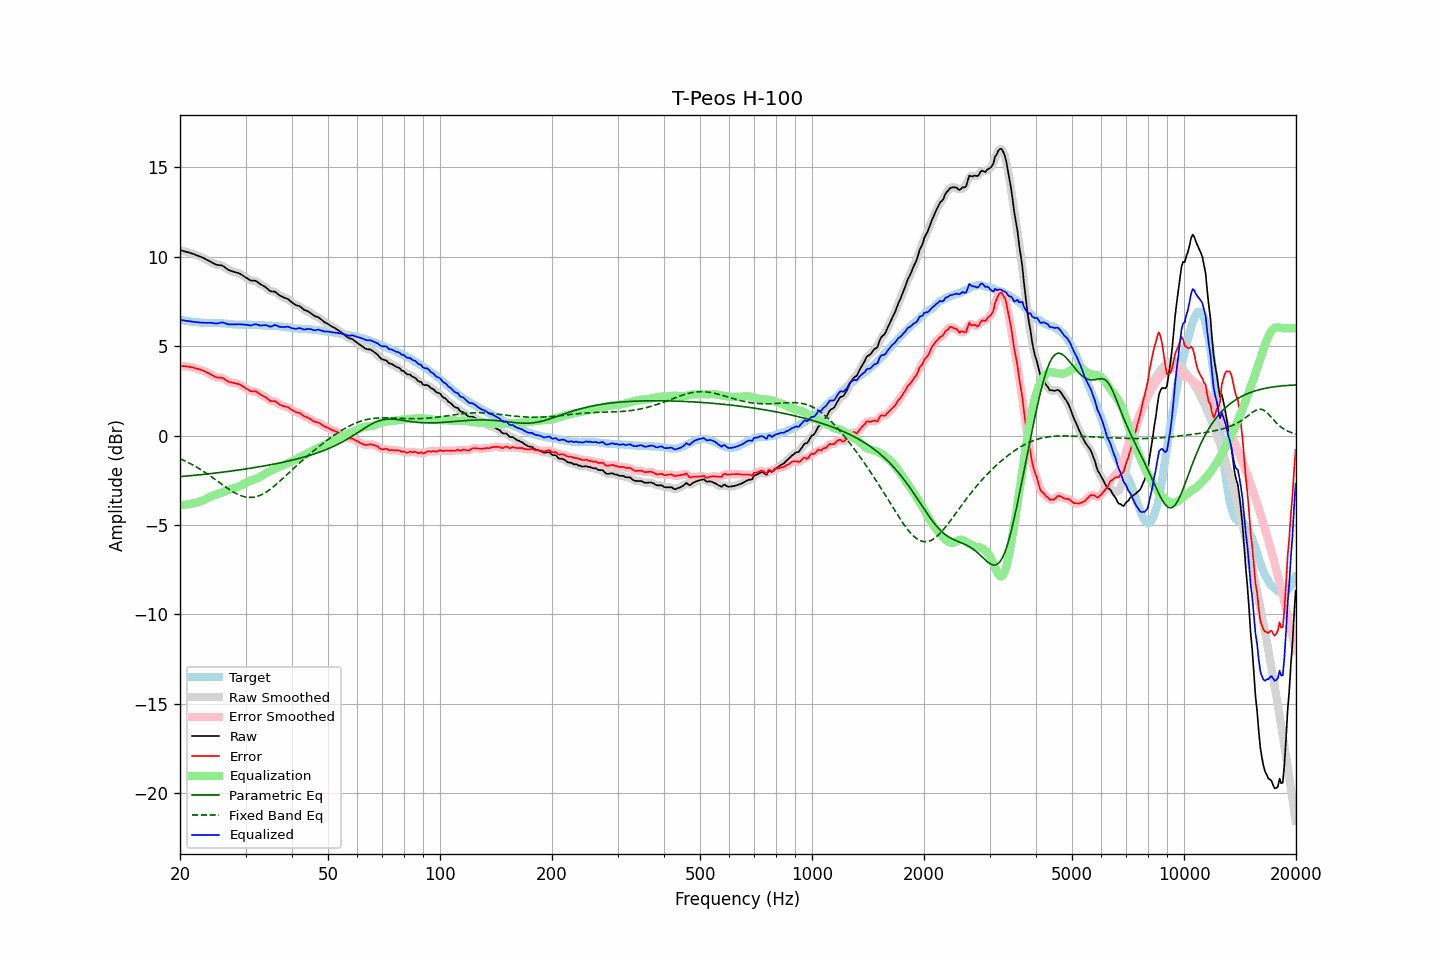 T-Peos H-100
Amplitude (dBr)
15
10
5
0
−5
−10
−15
−20
Target
Raw Smoothed
Error Smoothed
Raw
Error
Equalization
Parametric Eq
Fixed Band Eq
Equalized
20 50 100 200 500 1000 2000 5000 10000 20000
Frequency (Hz)